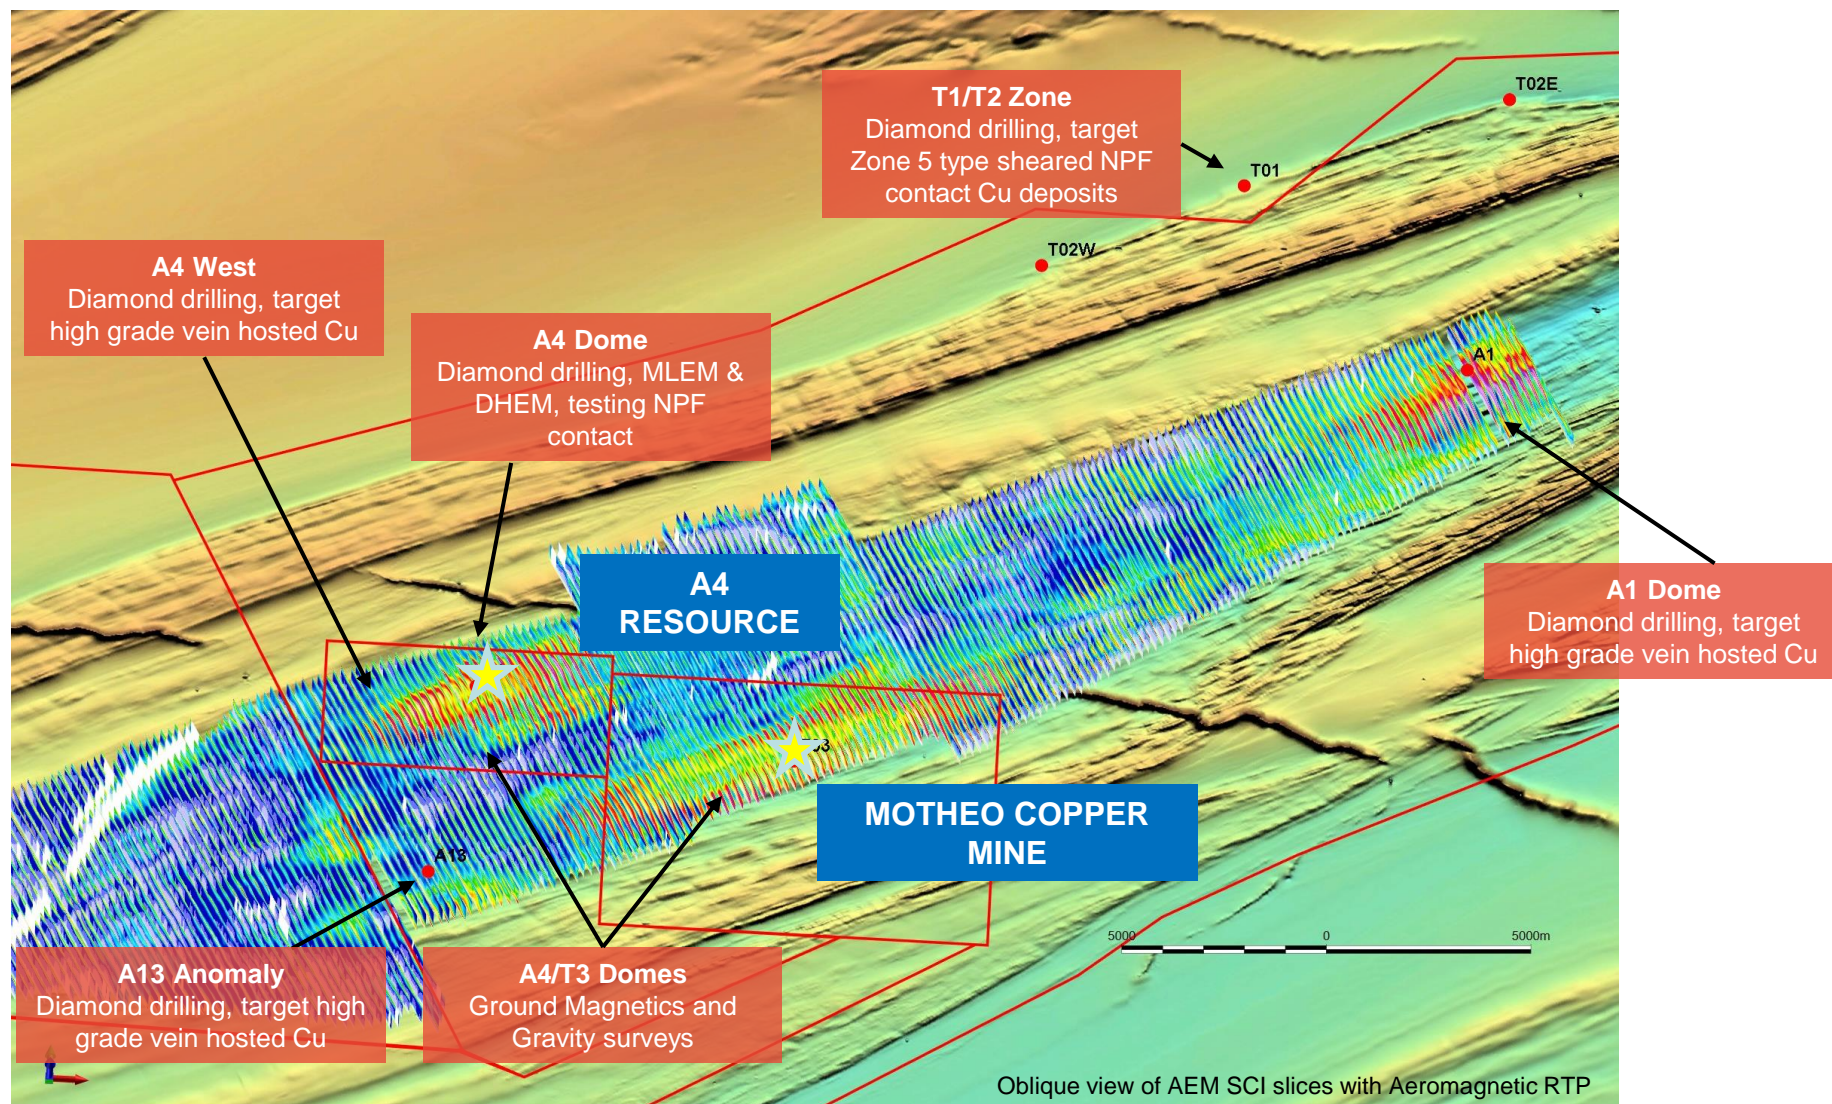 T1/T2 Zone
Diamond drilling, target
Zone 5 type sheared NPF
contact Cu deposits
T02E
T01
T02W
A4 West
Diamond drilling, target
high grade vein hosted Cu
A4 Dome
Diamond drilling, MLEM &
DHEM, testing NPF
contact
A1
A4
RESOURCE
A1 Dome
Diamond drilling, target
high grade vein hosted Cu
MOTHEO COPPER
MINE
A13
A13 Anomaly
Diamond drilling, target high
grade vein hosted Cu
A4/T3 Domes
Ground Magnetics and
Gravity surveys
5000 0 5000m
Oblique view of AEM SCI slices with Aeromagnetic RTP